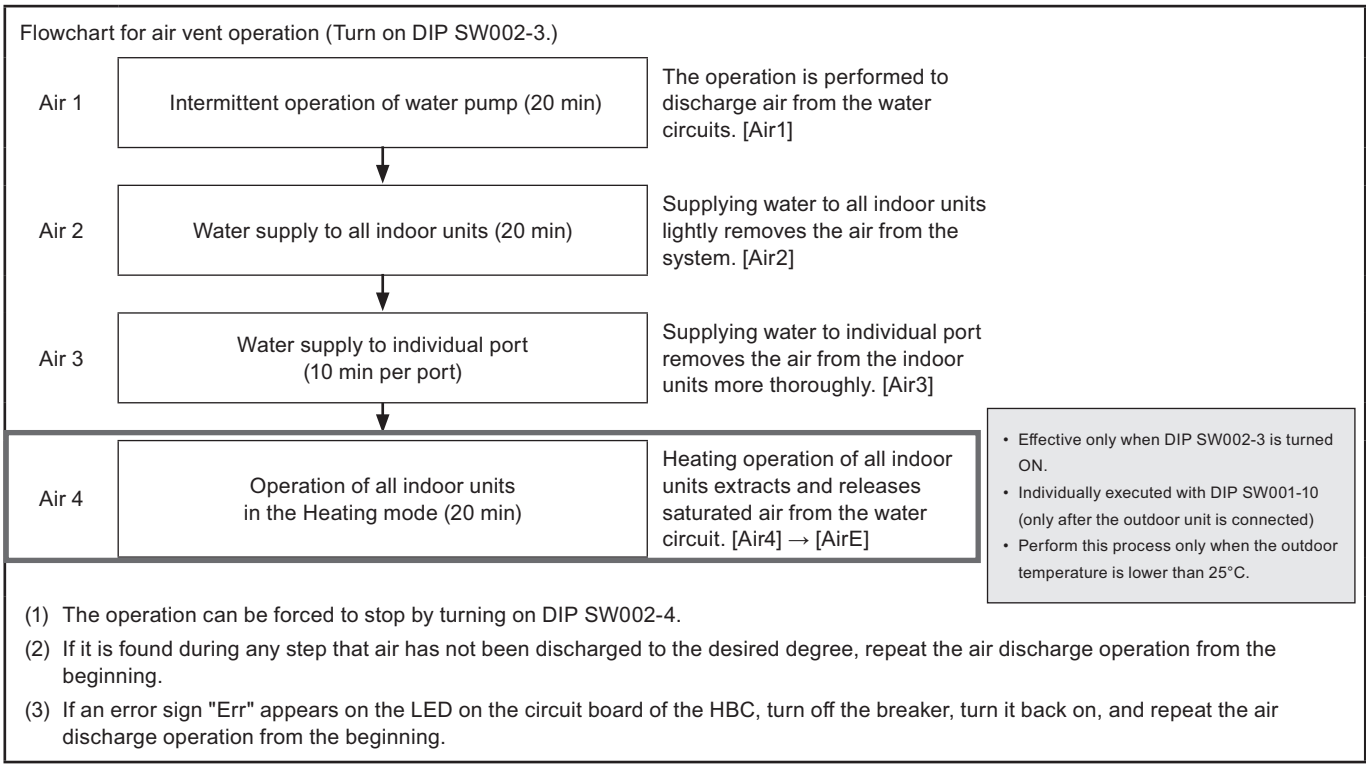 Flowchart for air vent operation (Turn on DIP SW002-3.)
Air 1
Intermittent operation of water pump (20 min)
The operation is performed to
discharge air from the water
circuits. [Air1]
Air 2
Water supply to all indoor units (20 min)
Supplying water to all indoor units
lightly removes the air from the
system. [Air2]
Air 3
Water supply to individual port
(10 min per port)
Supplying water to individual port
removes the air from the indoor
units more thoroughly. [Air3]
Air 4
Operation of all indoor units
in the Heating mode (20 min)
Heating operation of all indoor
units extracts and releases
saturated air from the water
circuit. [Air4] → [AirE]
• Effective only when DIP SW002-3 is turned
ON.
• Individually executed with DIP SW001-10
(only after the outdoor unit is connected)
• Perform this process only when the outdoor
temperature is lower than 25°C.
(1) The operation can be forced to stop by turning on DIP SW002-4.
(2) If it is found during any step that air has not been discharged to the desired degree, repeat the air discharge operation from the
beginning.
(3) If an error sign "Err" appears on the LED on the circuit board of the HBC, turn off the breaker, turn it back on, and repeat the air
discharge operation from the beginning.